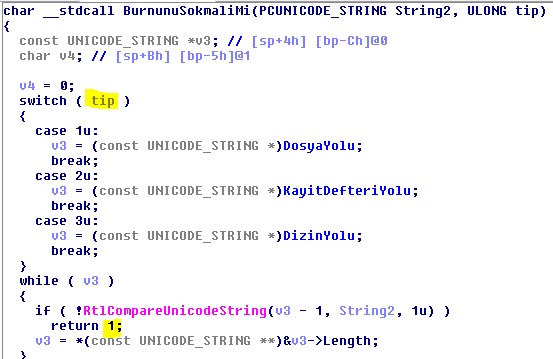 char __stdcall BurnunuSokmaliMi(PCUNICODE_STRING String2, ULONG tip)
{
const UNICODE_STRING *v3; // [sp+4h] [bp-Ch]@0
char v4; // [sp+Bh] [bp-5h]@1
v4 = 0;
switch ( tip )
{
case 1u:
v3 = (const UNICODE_STRING *)DosyaYolu;
break;
case 2u:
v3 = (const UNICODE_STRING *)KayitDefteriYolu;
break;
case 3u:
v3 = (const UNICODE_STRING *)DizinYolu;
break;
}
while ( v3 )
{
if ( !RtlCompareUnicodeString(v3 - 1, String2, 1u) )
return 1;
v3 = *(const UNICODE_STRING **)&v3->Length;
}